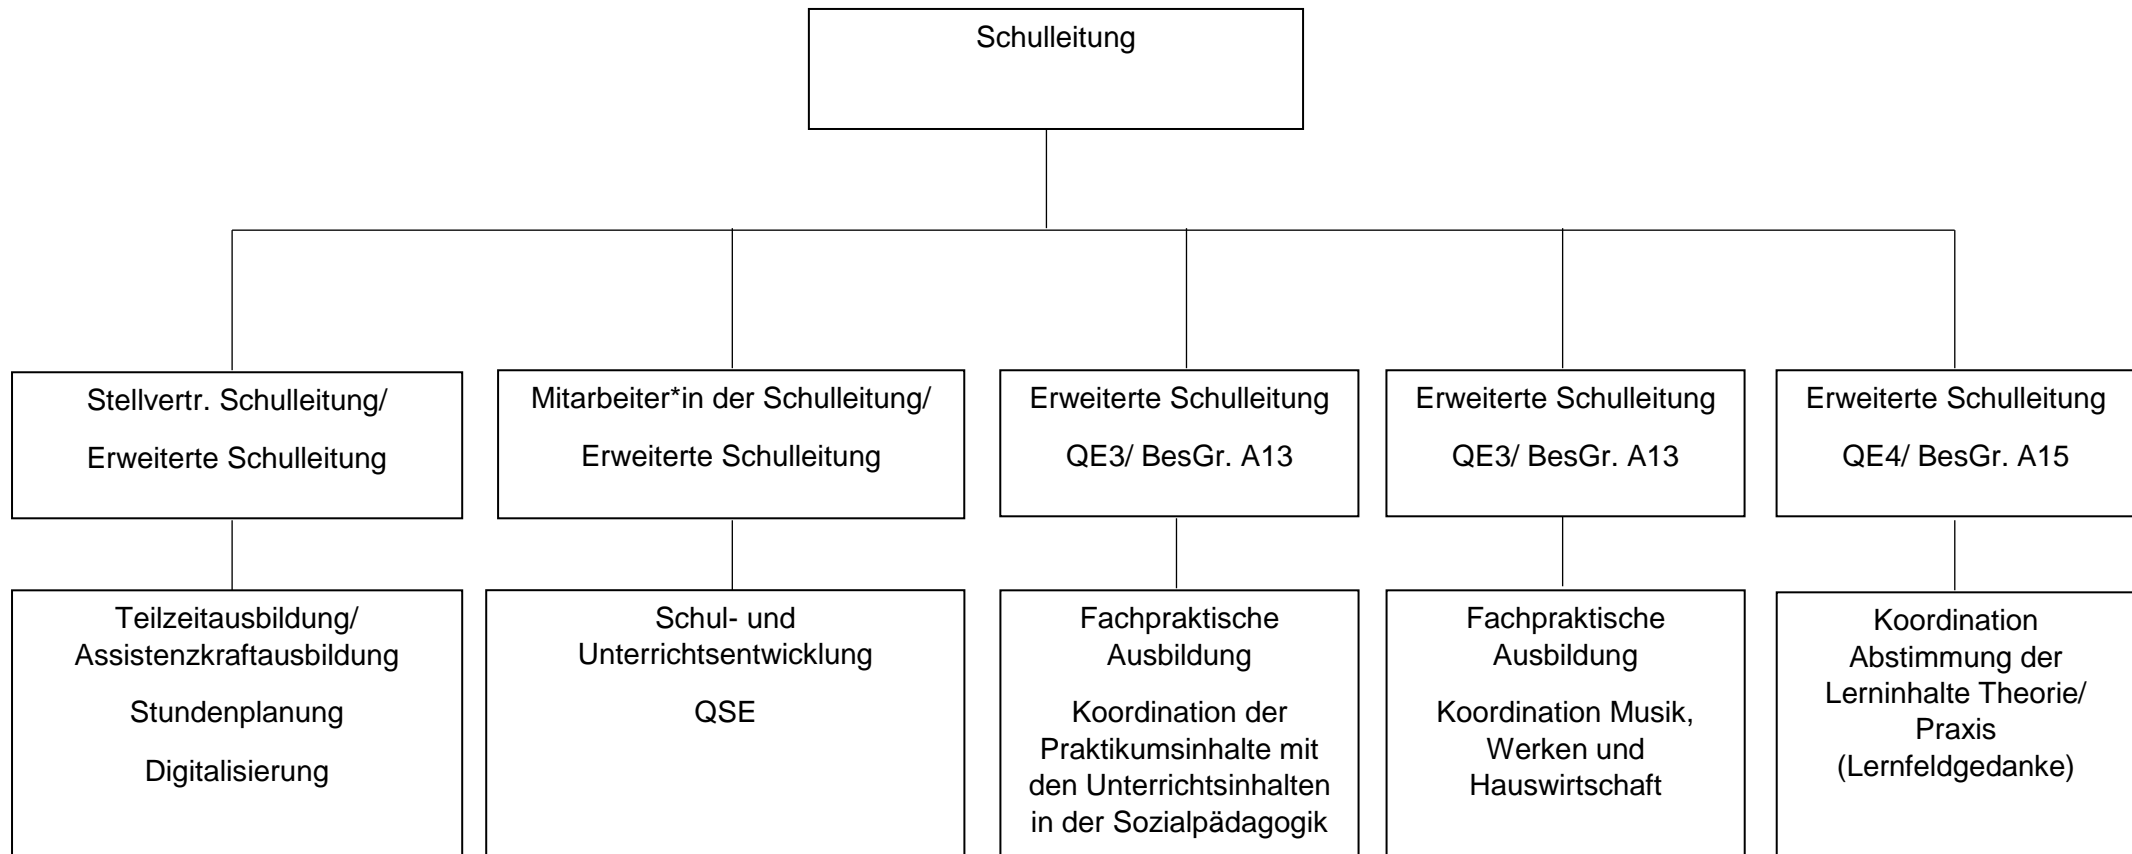 Schulleitung
Stellvertr. Schulleitung/
Erweiterte Schulleitung
Mitarbeiter*in der Schulleitung/
Erweiterte Schulleitung
Erweiterte Schulleitung
QE3/ BesGr. A13
Erweiterte Schulleitung
QE3/ BesGr. A13
Erweiterte Schulleitung
QE4/ BesGr. A15
Teilzeitausbildung/
Assistenzkraftausbildung
Stundenplanung
Digitalisierung
Schul- und
Unterrichtsentwicklung
QSE
Fachpraktische
Ausbildung
Koordination der
Praktikumsinhalte mit
den Unterrichtsinhalten
in der Sozialpädagogik
Fachpraktische
Ausbildung
Koordination Musik,
Werken und
Hauswirtschaft
Koordination
Abstimmung der
Lerninhalte Theorie/
Praxis
(Lernfeldgedanke)